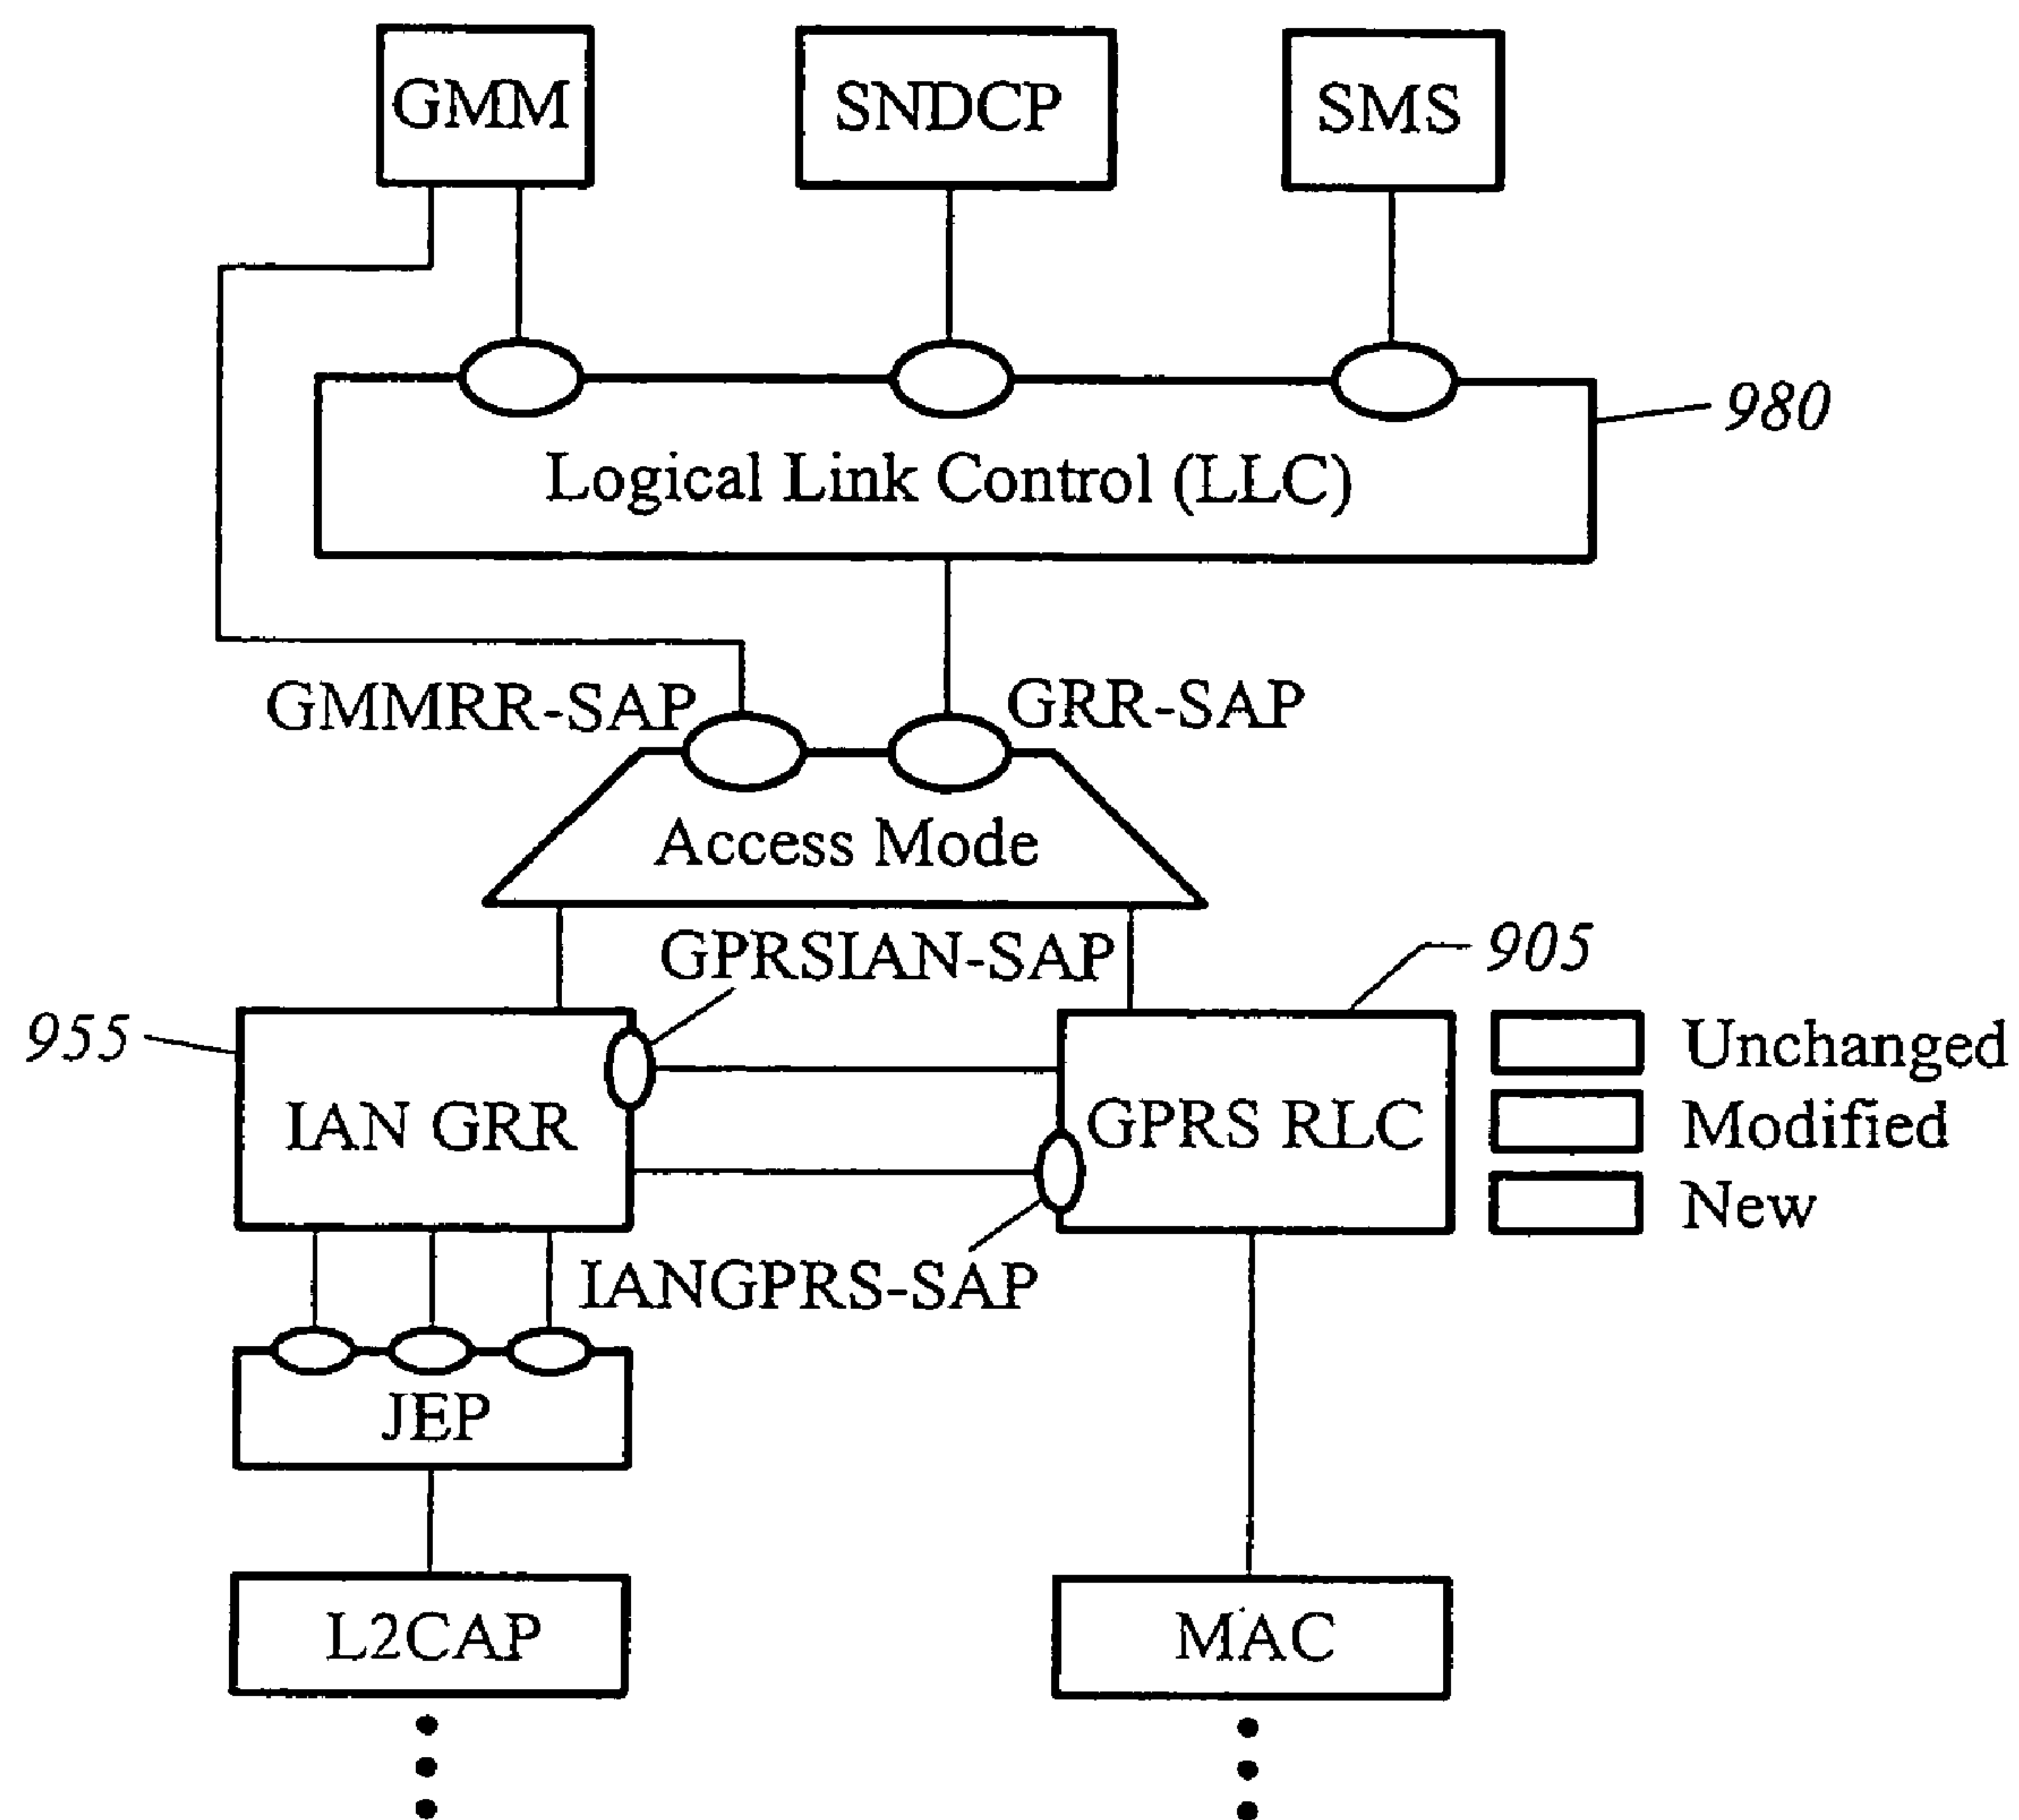 GMM
SNDCP
SMS
980
Logical Link Control (LLC)
GMMRR-SAP
GRR-SAP
Access Mode
GPRSIAN-SAP
905
955
Unchanged
IAN GRR
GPRS RLC
Modified
New
IANGPRS-SAP
JEP
L2CAP
MAC